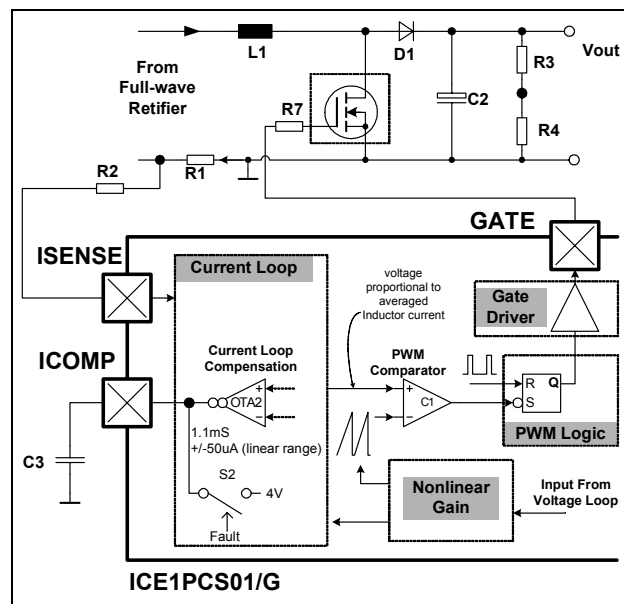 L1
D1
From
Full-wave
Retifier
R7
C2
R3
Vout
R4
R2
R1
GATE
ISENSE
Current Loop
voltage
proportional to
averaged
Inductor current
Gate
Driver
ICOMP
Current Loop
Compensation
PWM
Comparator
+
OTA2
−
+
C1
−
R
Q
S
PWM Logic
1.1mS
+/-50uA (linear range)
C3
S2
4V
Fault
Nonlinear
Gain
Input From
Voltage Loop
ICE1PCS01/G